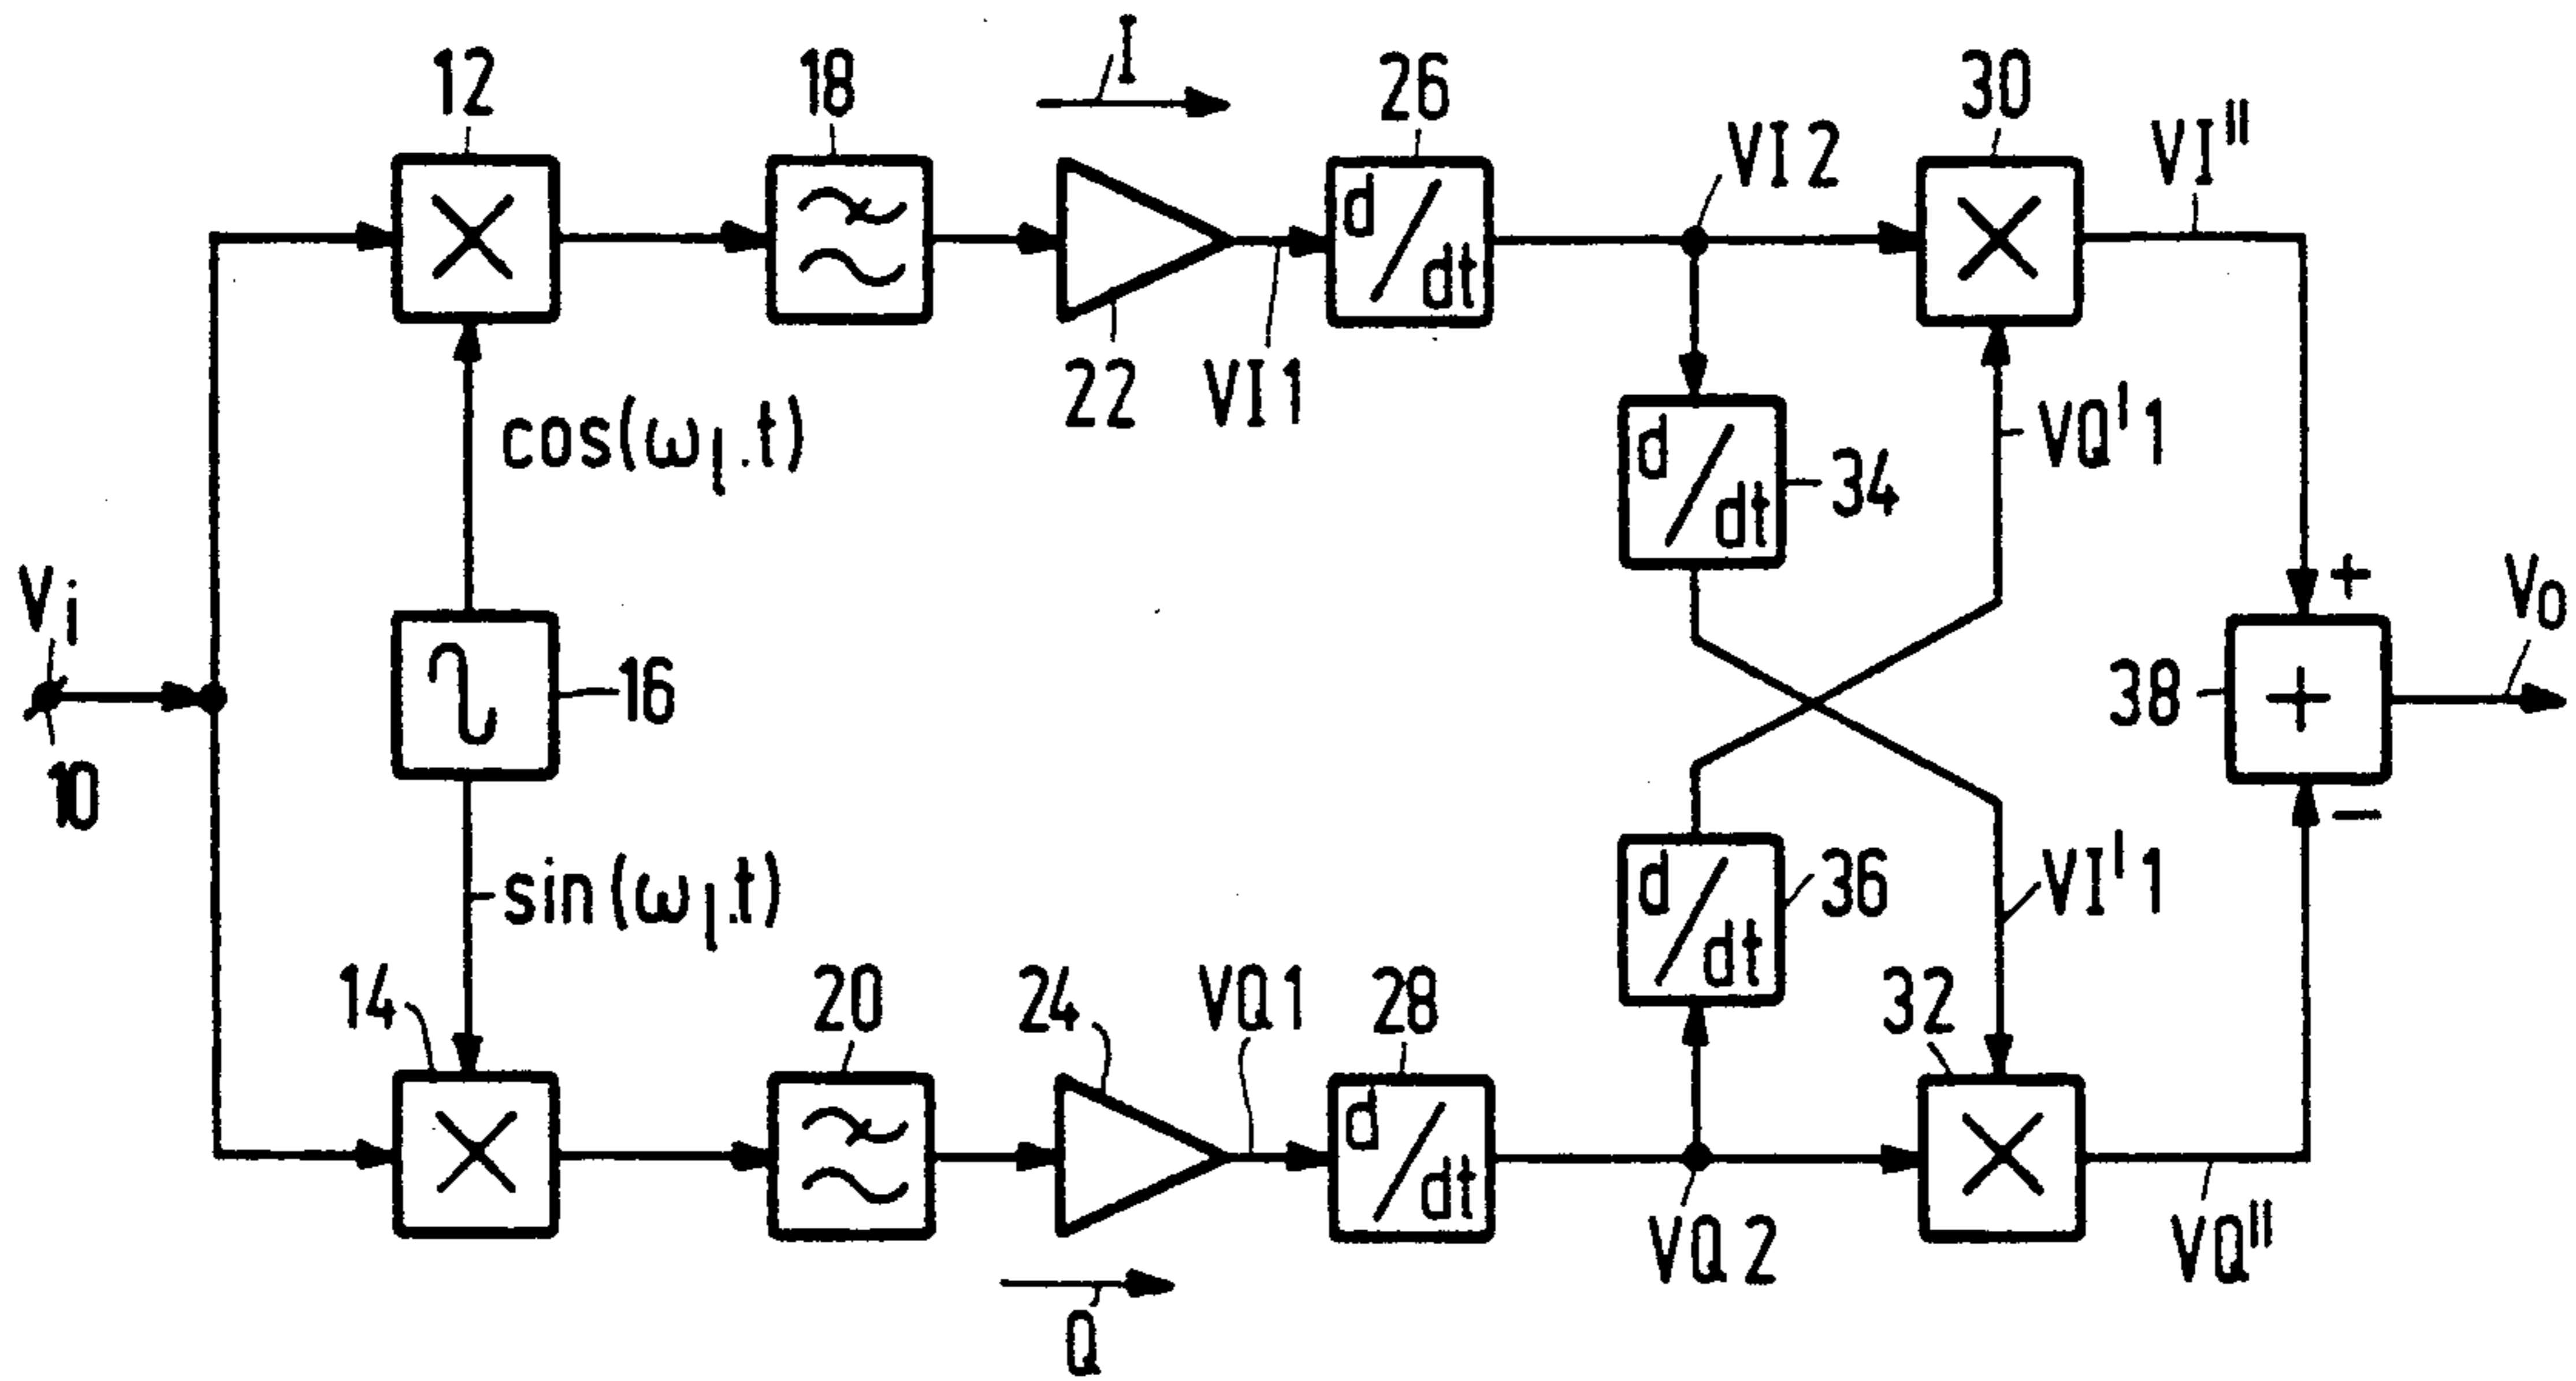 I
12
18
26
30
VI2
VI"
d/dt
22
VI1
cos(ωl.t)
d/dt
34
VQ'1
Vi
10
16
+
38
+
Vo
−
sin(ωl.t)
d/dt
36
VI'1
14
20
24
VQ1
28
32
d/dt
VQ2
VQ"
Q